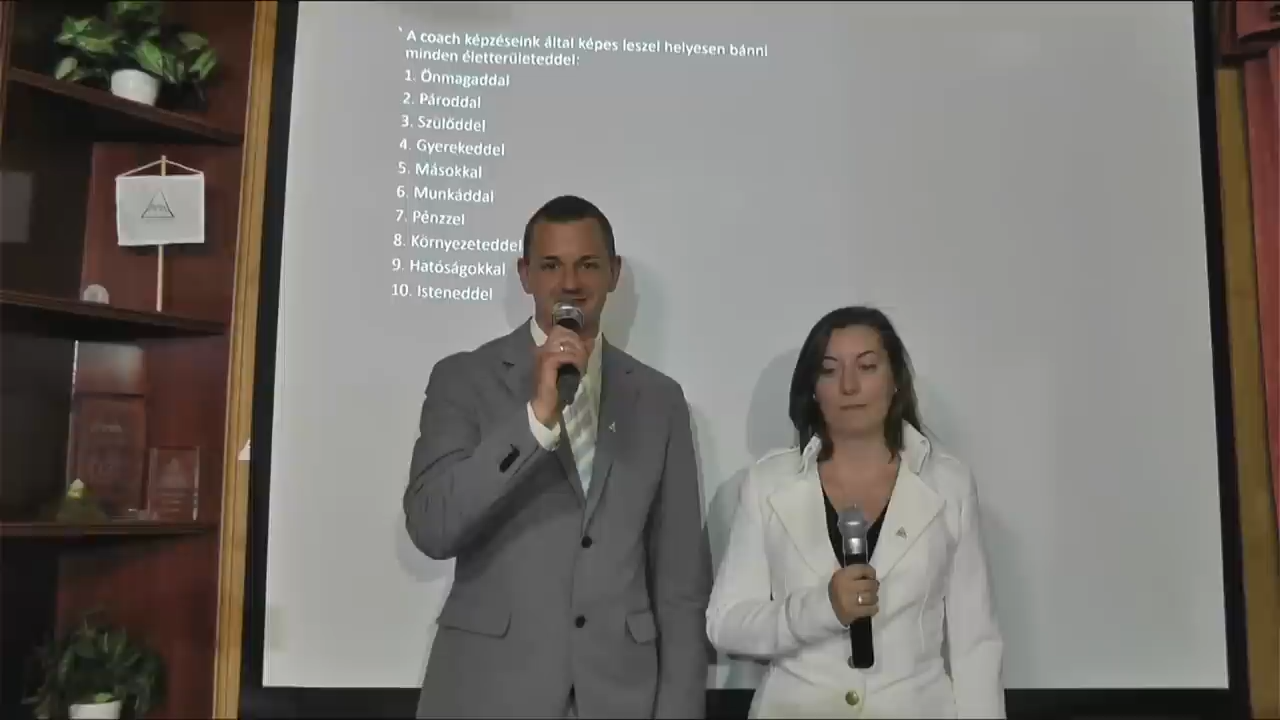 A coach képzéseink által képes leszel helyesen bánni
minden életterületeddel:
1. Önmagaddal
2. Pároddal
3. Szülőddel
4. Gyerekeddel
5. Másokkal
6. Munkáddal
7. Pénzzel
8. Környezeteddel
9. Hatóságokkal
10. Isteneddel